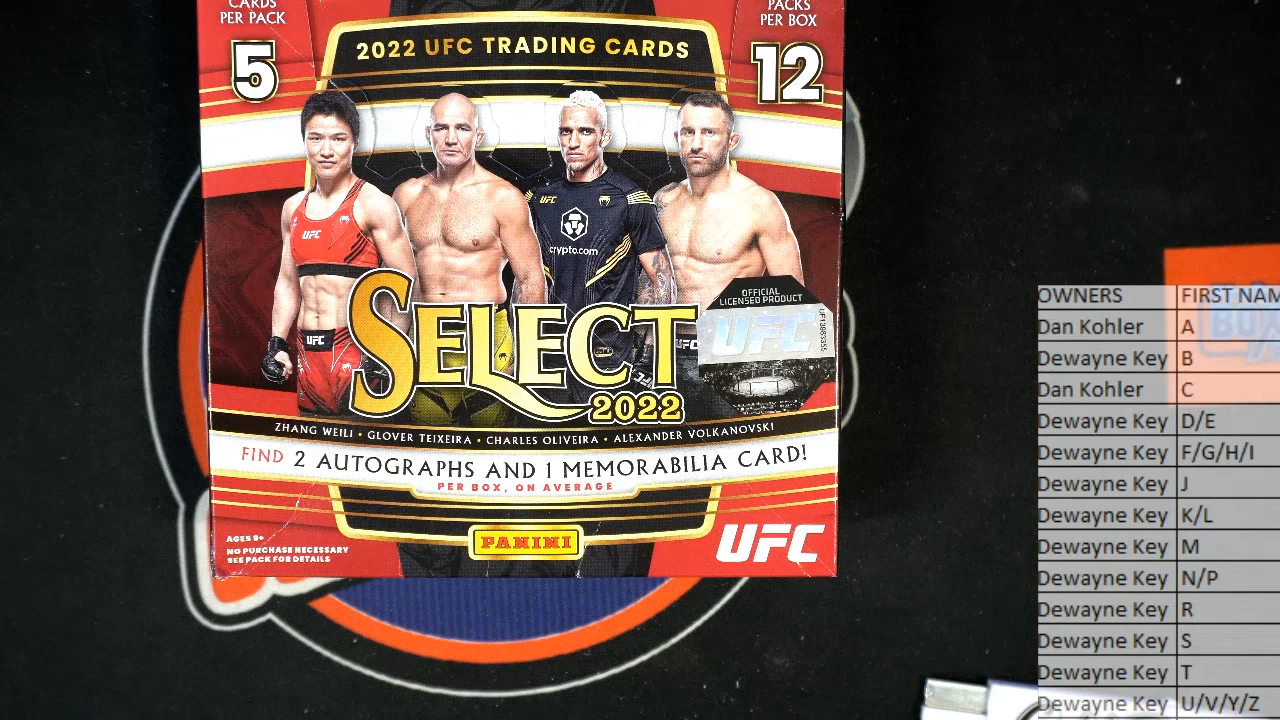 CARDS
PER PACK
5
PACKS
PER BOX
12
2022 UFC TRADING CARDS
UFC
UFC
crypto.com
UFC
UFC
OFFICIAL
LICENSED PRODUCT
UFC
SELECT
2022
ZHANG WEILI • GLOVER TEIXEIRA • CHARLES OLIVEIRA • ALEXANDER VOLKANOVSKI
FIND 2 AUTOGRAPHS AND 1 MEMORABILIA CARD!
PER BOX, ON AVERAGE
AGES 9+
NO PURCHASE NECESSARY
SEE PACK FOR DETAILS
PANINI
UFC
OWNERS FIRST NAM
Dan Kohler A
Dewayne Key B
Dan Kohler C
Dewayne Key D/E
Dewayne Key F/G/H/I
Dewayne Key J
Dewayne Key K/L
Dewayne Key M
Dewayne Key N/P
Dewayne Key R
Dewayne Key S
Dewayne Key T
Dewayne Key U/V/Y/Z